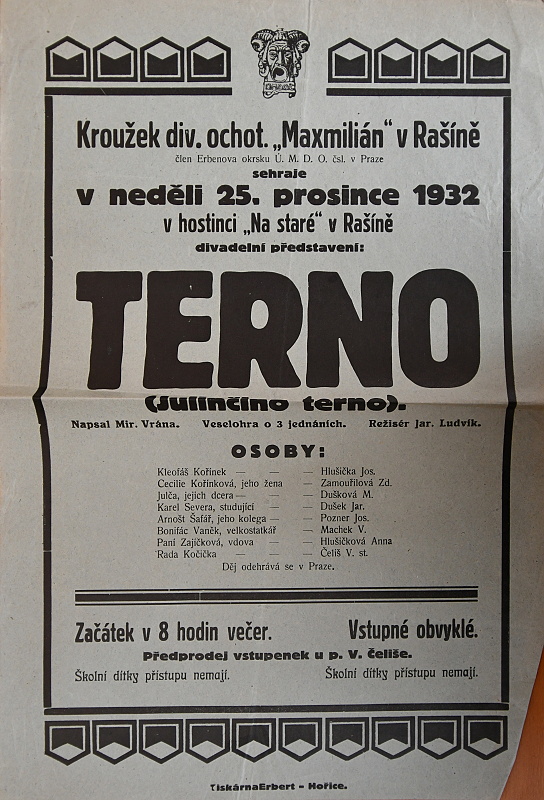 Kroužek div. ochot. „Maxmilián“ v Rašíně
člen Erbenova okrsku Ú. M. D. O. čsl. v Praze
sehraje
v neděli 25. prosince 1932
v hostinci „Na staré“ v Rašíně
divadelní představení:
TERNO
(Julinčino terno).
Napsal Mir. Vrána. Veselohra o 3 jednáních. Režisér Jar. Ludvík.
OSOBY:
Kleofáš Kořínek — — — Hlušička Jos.
Cecilie Kořínková, jeho žena — Zamouřilová Zd.
Julča, jejich dcera — — — Dušková M.
Karel Severa, studující — — Dušek Jar.
Arnošt Šafář, jeho kolega — — Pozner Jos.
Bonifác Vaněk, velkostatkář — Machek V.
Paní Zajíčková, vdova — — Hlušičková Anna
Rada Kočička — — — Čeliš V. st.
Děj odehrává se v Praze.
Začátek v 8 hodin večer. Vstupné obvyklé.
Předprodej vstupenek u p. V. Čeliše.
Školní dítky přístupu nemají. Školní dítky přístupu nemají.
TiskárnaErbert - Hořice.